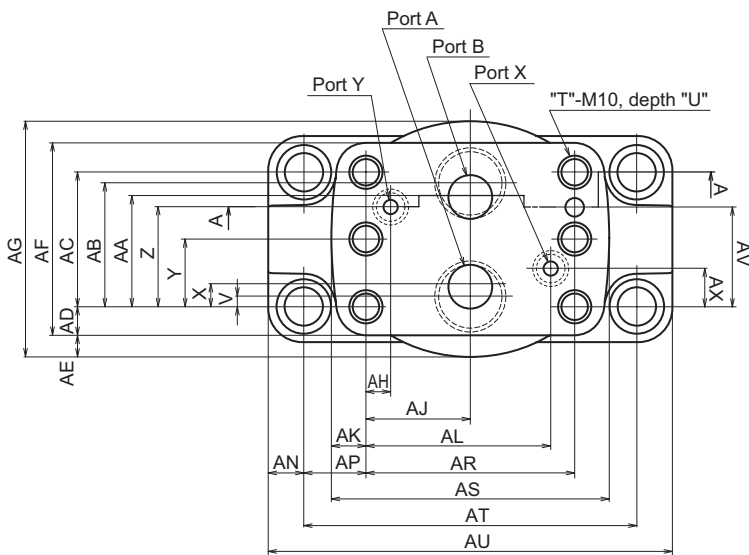 Port A
Port B
Port Y
Port X
"T"-M10, depth "U"
A
A
AG
AF
AC
AB
AA
Z
Y
X
V
AD
AE
AV
AX
AH
AJ
AK
AL
AN
AP
AR
AS
AT
AU